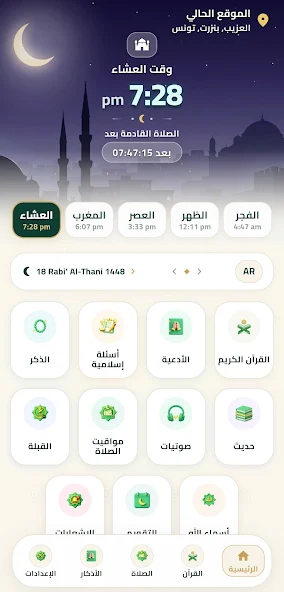 الموقع الحالي
العزيب, بنزرت, تونس
وقت العشاء
7:28 pm
الصلاة القادمة بعد
بعد 07:47:15
الفجر
4:47 am
الظهر
12:11 pm
العصر
3:33 pm
المغرب
6:07 pm
العشاء
7:28 pm
18 Rabi' Al-Thani 1448
AR
القرآن الكريم
الأدعية
أسئلة
إسلامية
الذكر
حديث
صوتيات
مواقيت
الصلاة
القبلة
التقويم
الإشعارات
الرئيسية
القرآن
الصلاة
الأذكار
الإعدادات